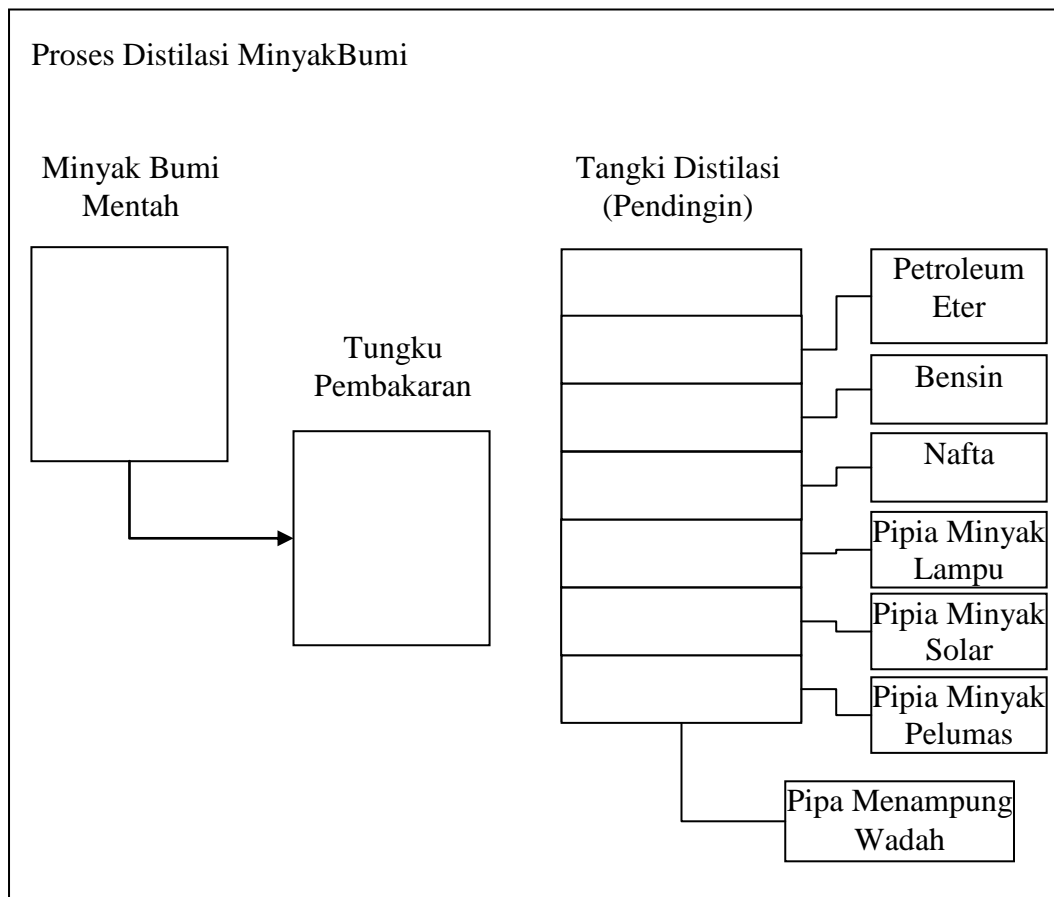 Proses Distilasi MinyakBumi
Minyak Bumi
Mentah
Tangki Distilasi
(Pendingin)
Tungku
Pembakaran
Petroleum
Eter
Bensin
Nafta
Pipia Minyak
Lampu
Pipia Minyak
Solar
Pipia Minyak
Pelumas
Pipa Menampung
Wadah